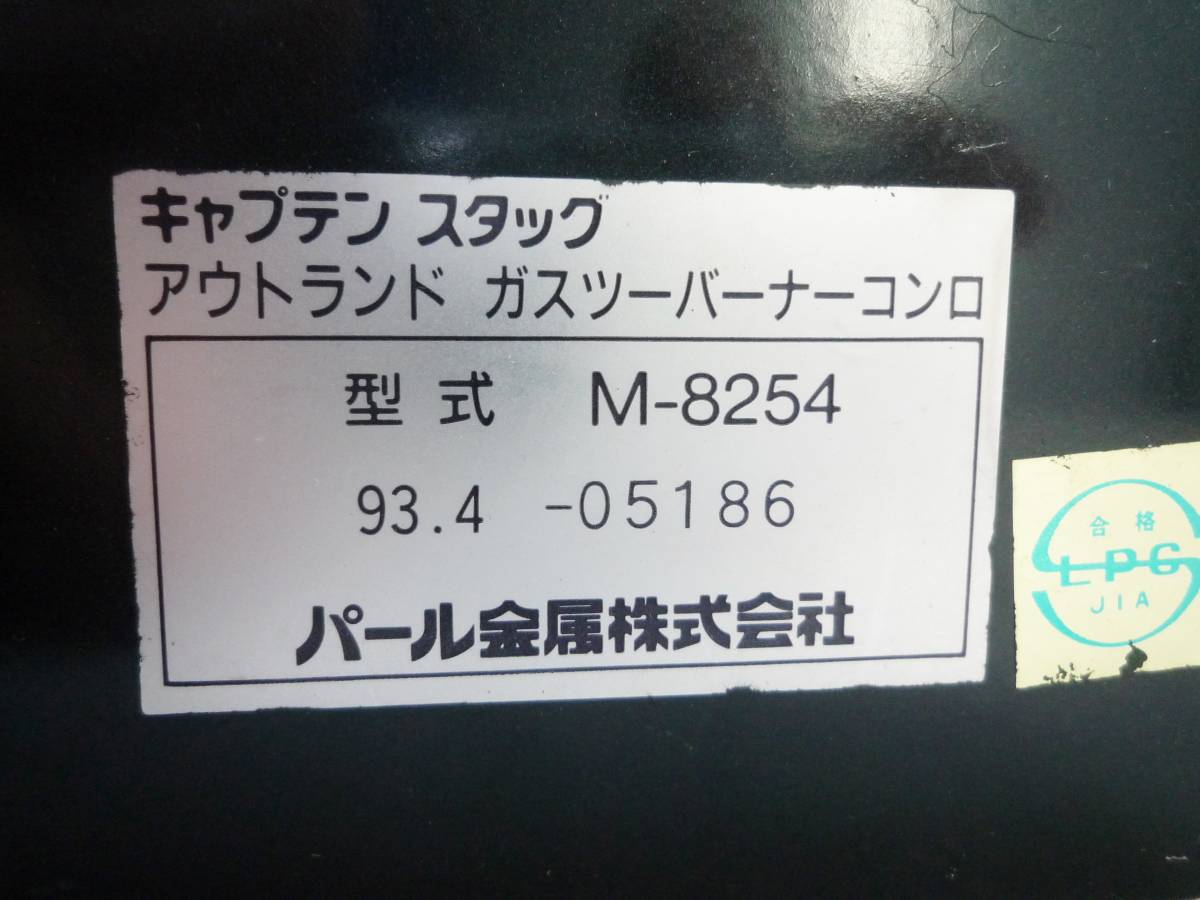 キャプテン スタッグ
アウトランド ガスツーバーナーコンロ
型式 M-8254
93.4 -05186
パール金属株式会社
合格
LPG
JIA